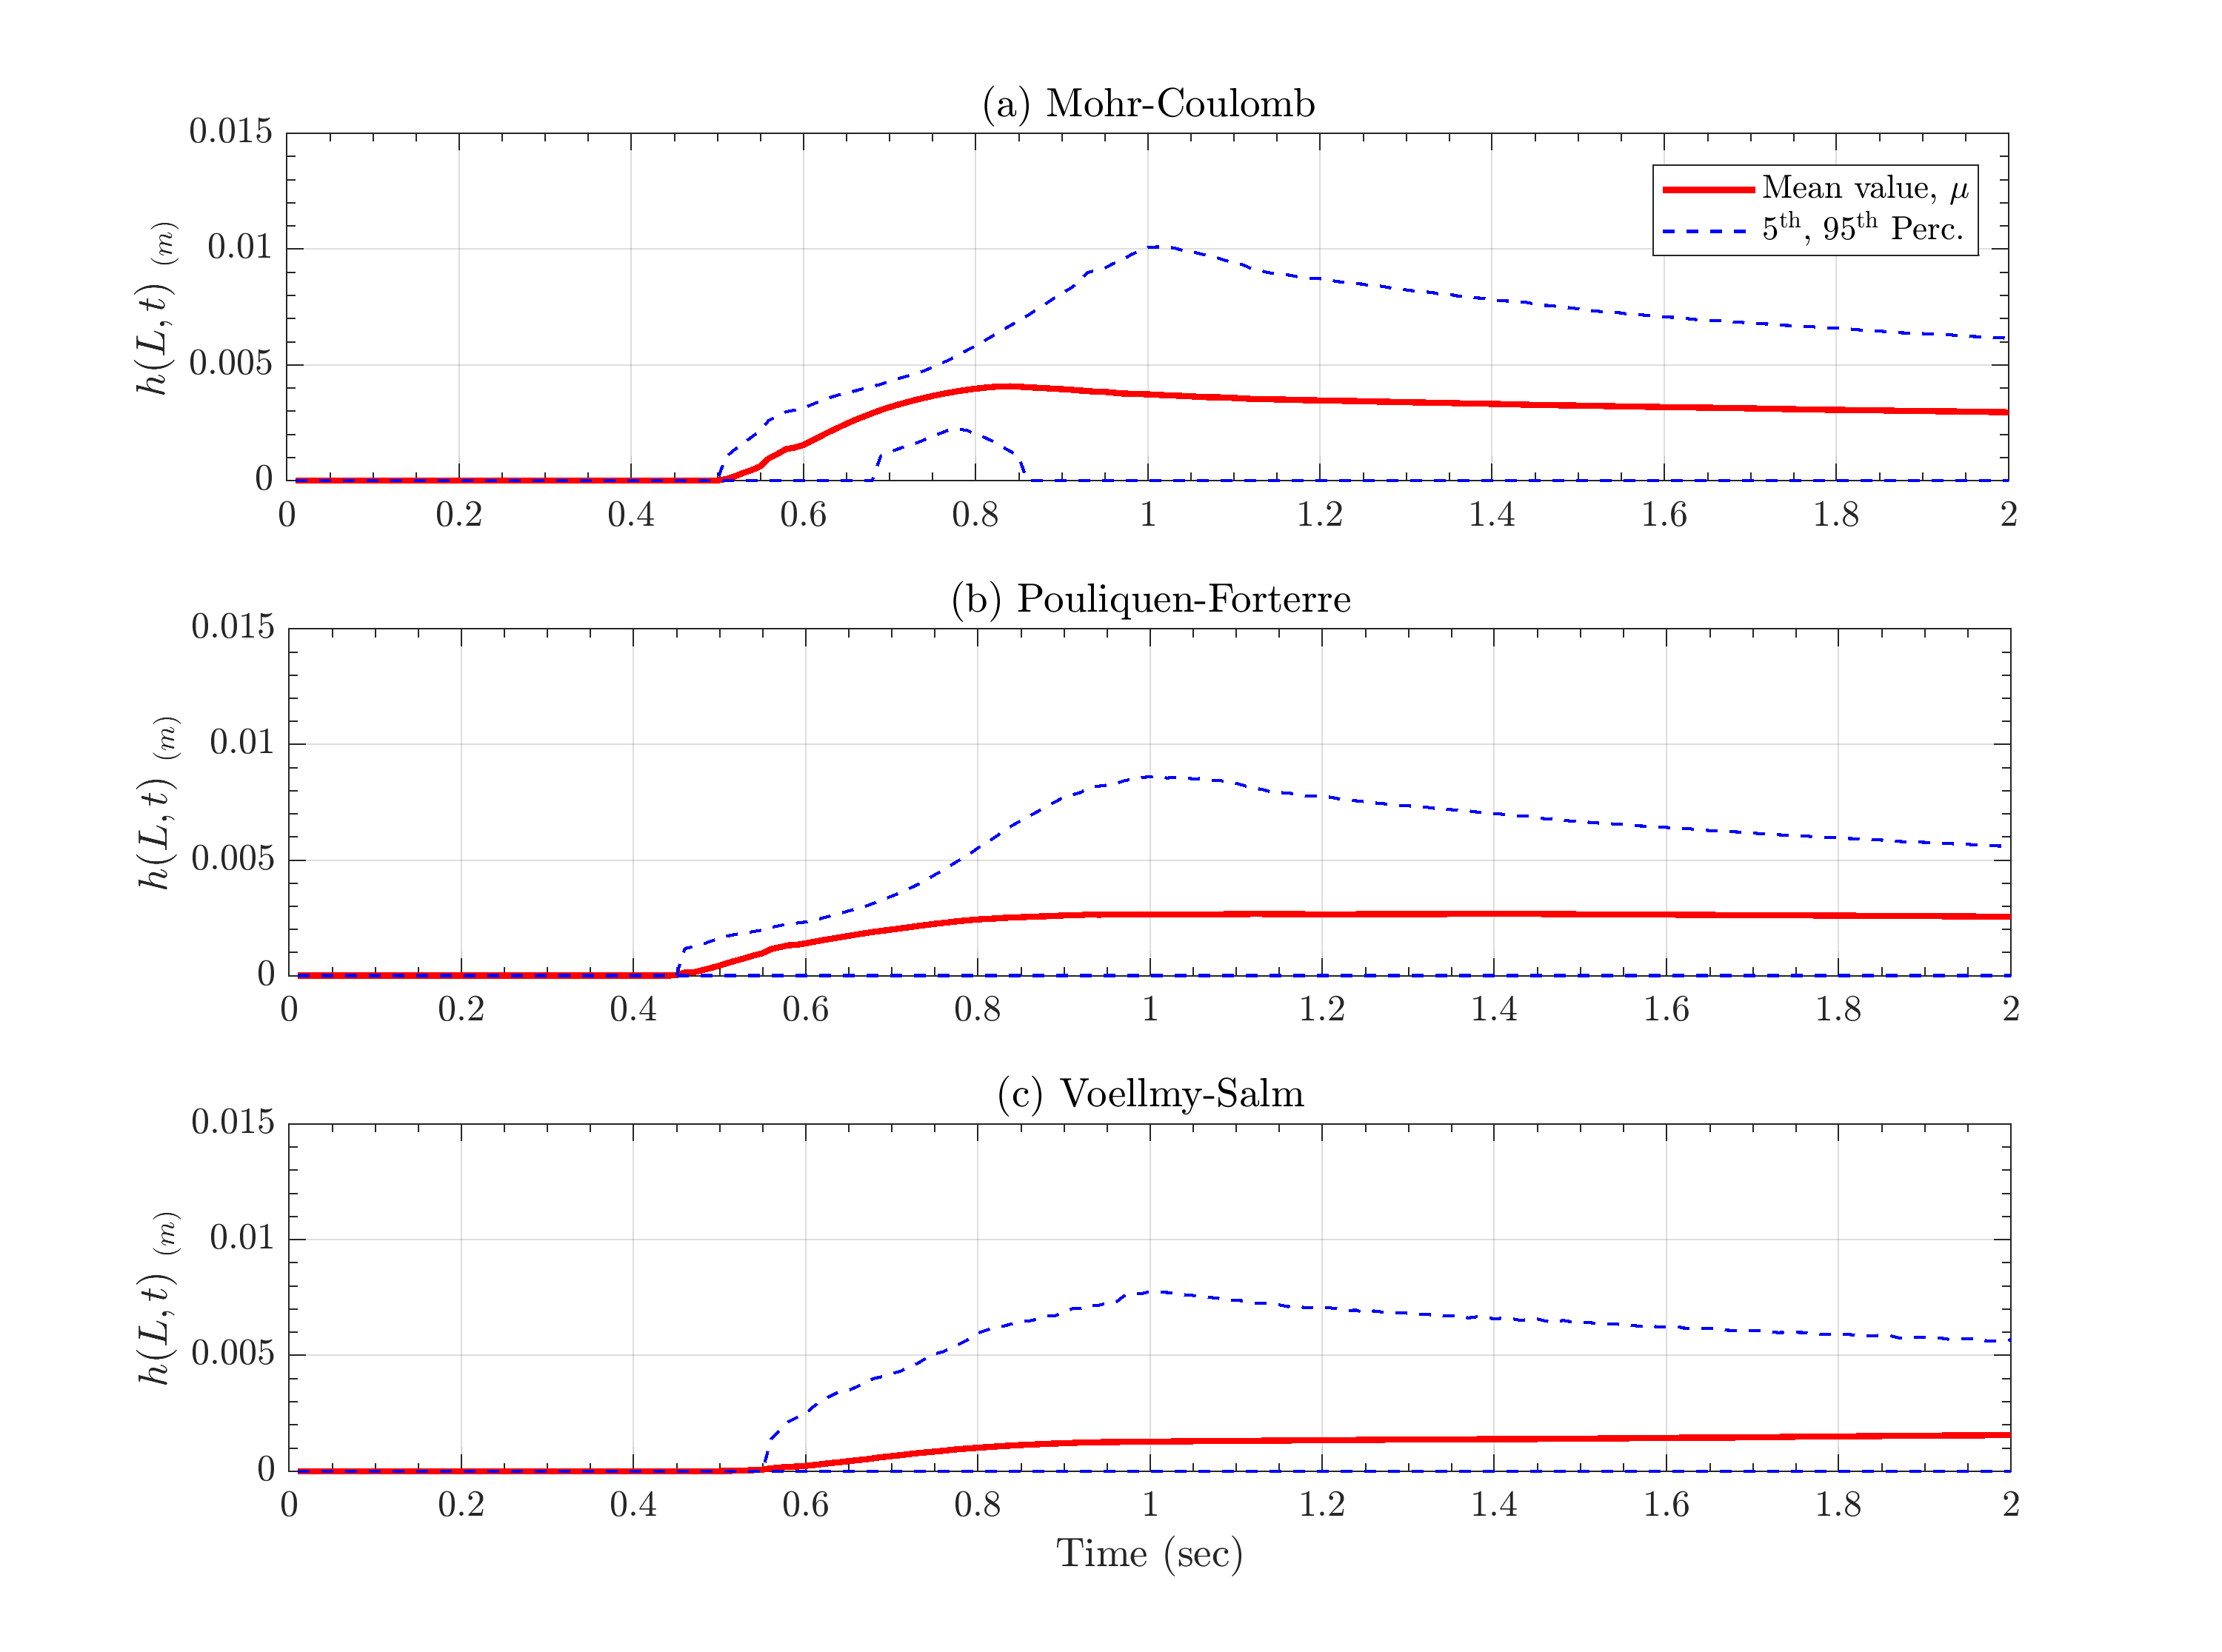 (a) Mohr-Coulomb
0.015
0.01
0.005
0
h(L, t) (m)
Mean value, μ
5th, 95th Perc.
0 0.2 0.4 0.6 0.8 1 1.2 1.4 1.6 1.8 2
(b) Pouliquen-Forterre
0.015
0.01
0.005
0
h(L, t) (m)
0 0.2 0.4 0.6 0.8 1 1.2 1.4 1.6 1.8 2
(c) Voellmy-Salm
0.015
0.01
0.005
0
h(L, t) (m)
0 0.2 0.4 0.6 0.8 1 1.2 1.4 1.6 1.8 2
Time (sec)